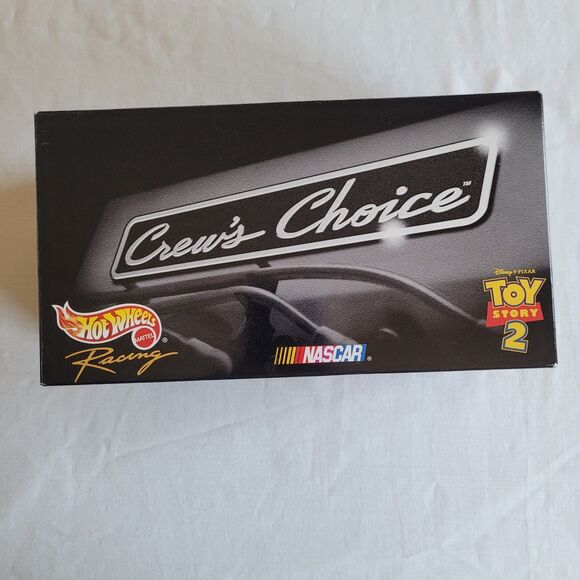 Crew's Choice™
Disney • PIXAR
TOY
STORY
2
Hot Wheels®
MATTEL
Racing
NASCAR®